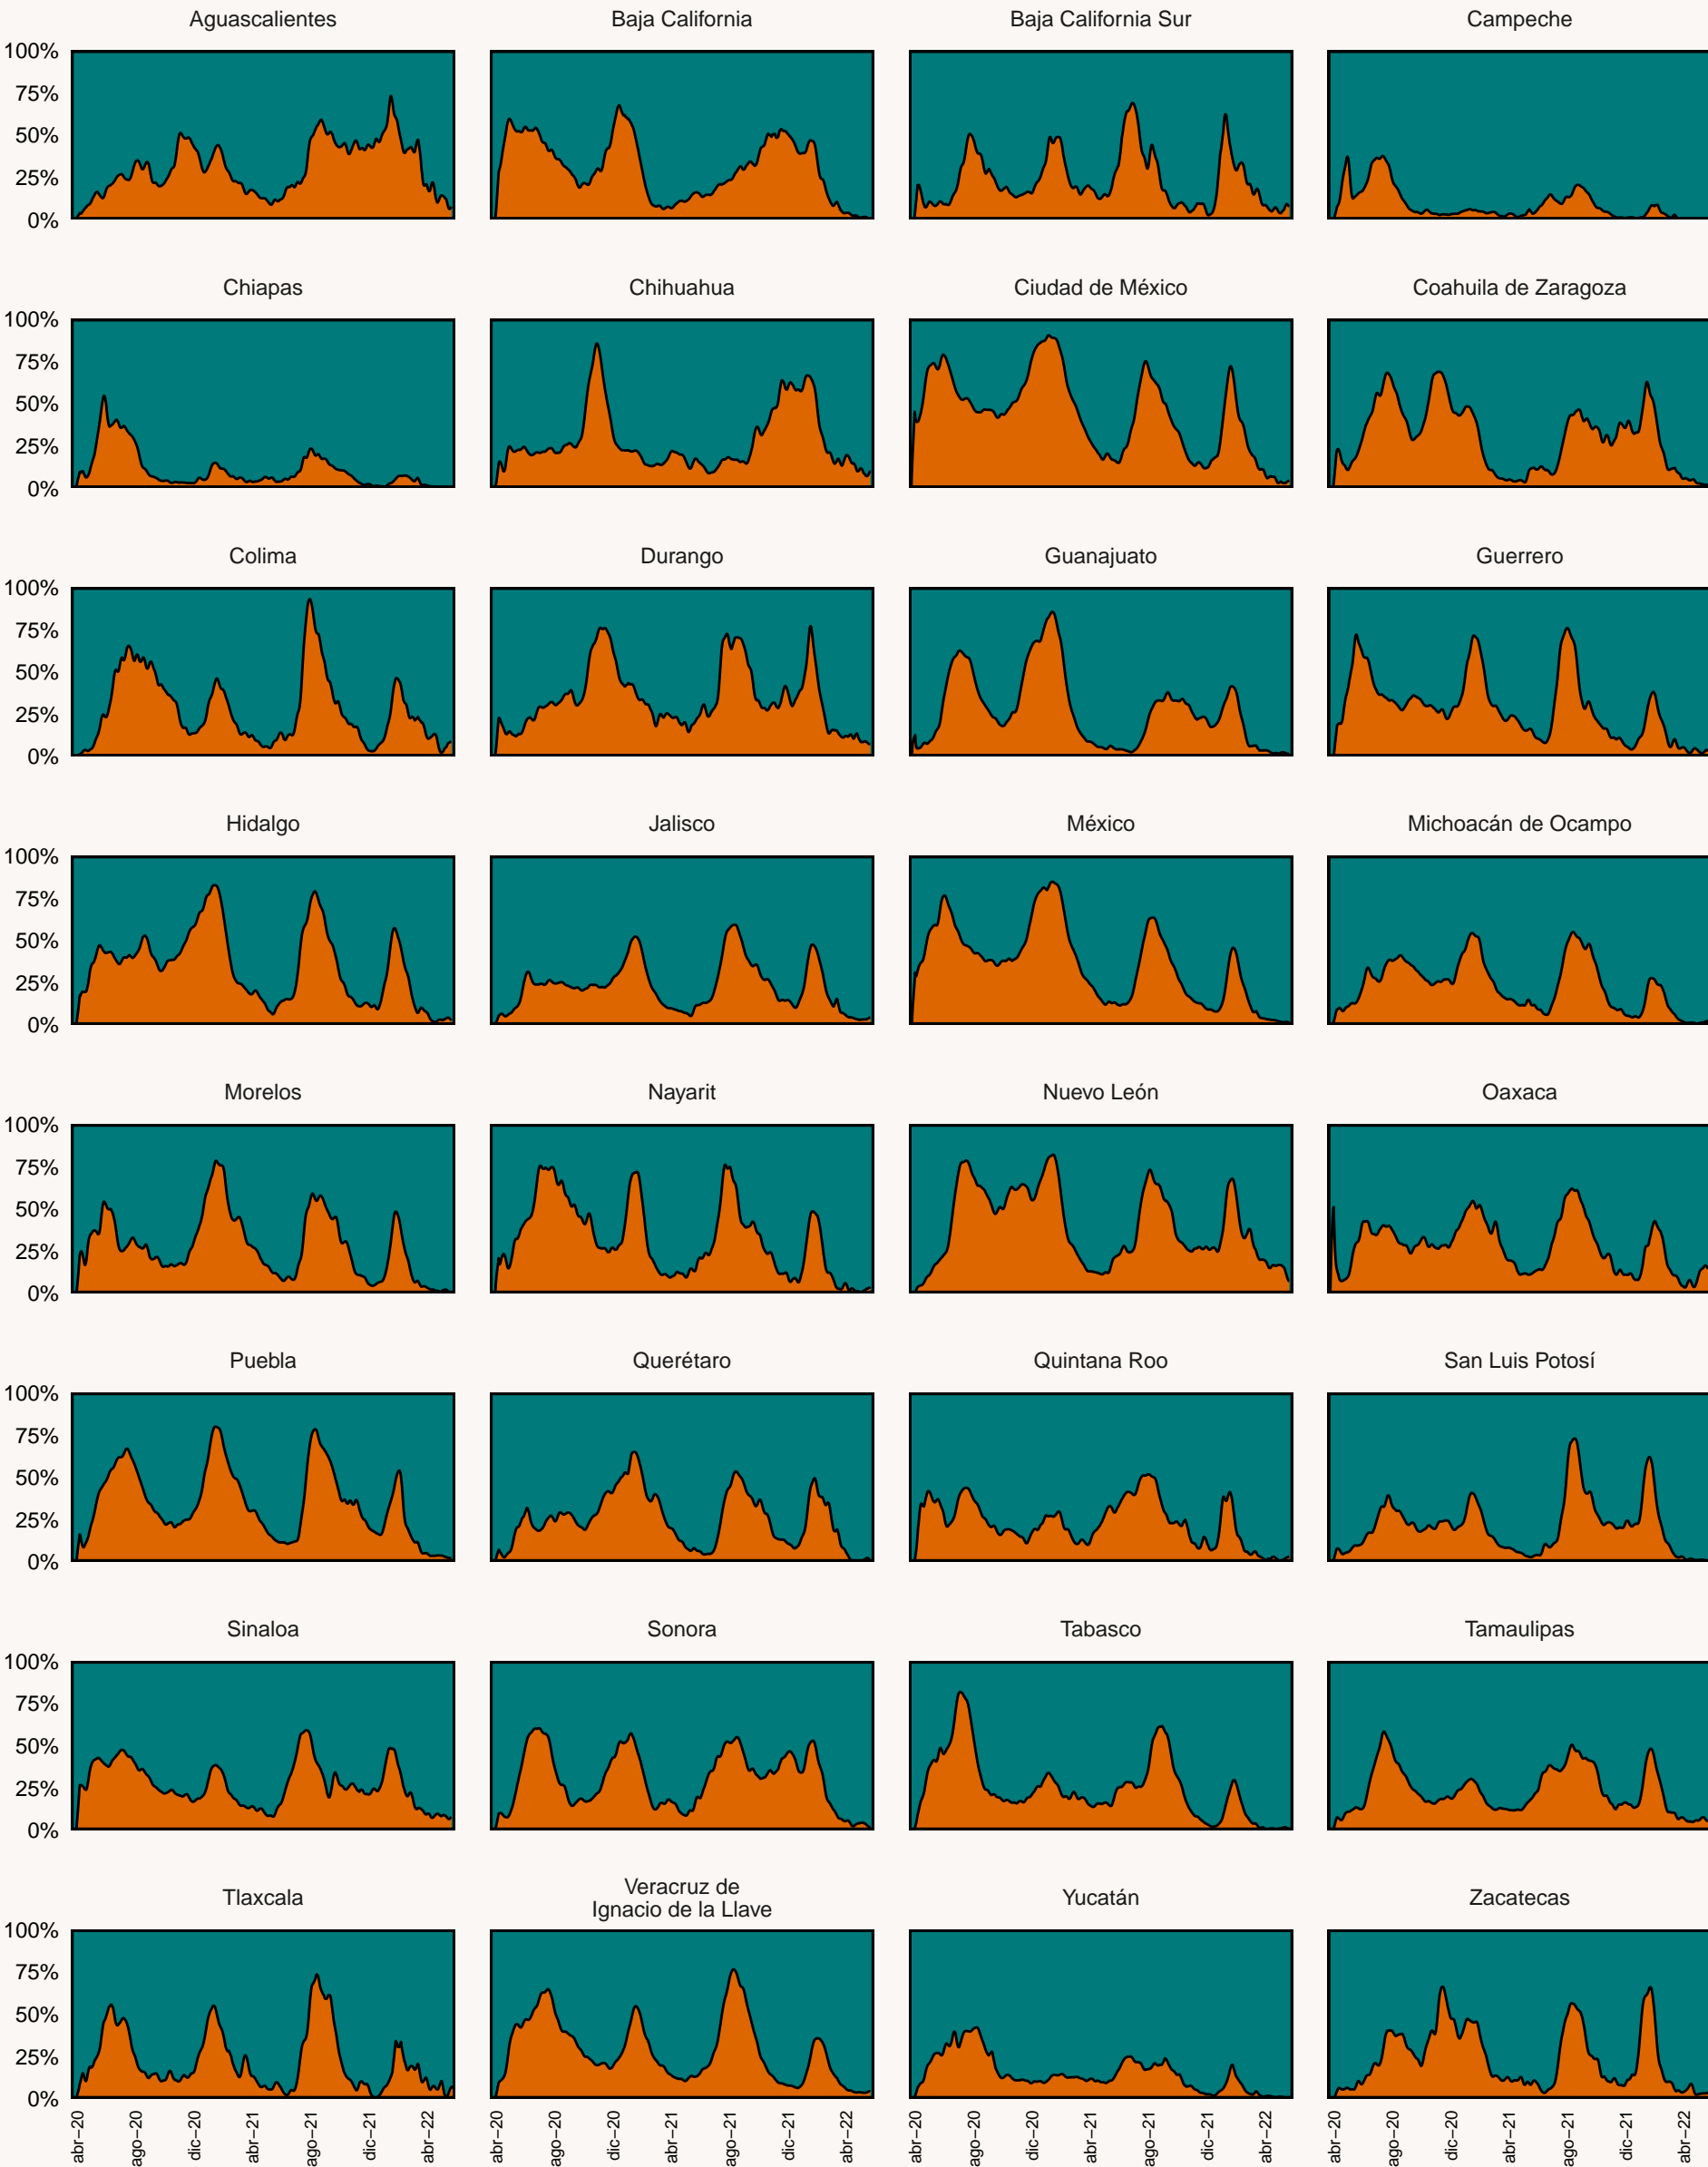 Aguascalientes
Baja California
Baja California Sur
Campeche
100%
75%
50%
25%
0%
Chiapas
Chihuahua
Ciudad de México
Coahuila de Zaragoza
100%
75%
50%
25%
0%
Colima
Durango
Guanajuato
Guerrero
100%
75%
50%
25%
0%
Hidalgo
Jalisco
México
Michoacán de Ocampo
100%
75%
50%
25%
0%
Morelos
Nayarit
Nuevo León
Oaxaca
100%
75%
50%
25%
0%
Puebla
Querétaro
Quintana Roo
San Luis Potosí
100%
75%
50%
25%
0%
Sinaloa
Sonora
Tabasco
Tamaulipas
100%
75%
50%
25%
0%
Tlaxcala
Veracruz de
Ignacio de la Llave
Yucatán
Zacatecas
100%
75%
50%
25%
0%
abr−20
ago−20
dic−20
abr−21
ago−21
dic−21
abr−22
abr−20
ago−20
dic−20
abr−21
ago−21
dic−21
abr−22
abr−20
ago−20
dic−20
abr−21
ago−21
dic−21
abr−22
abr−20
ago−20
dic−20
abr−21
ago−21
dic−21
abr−22